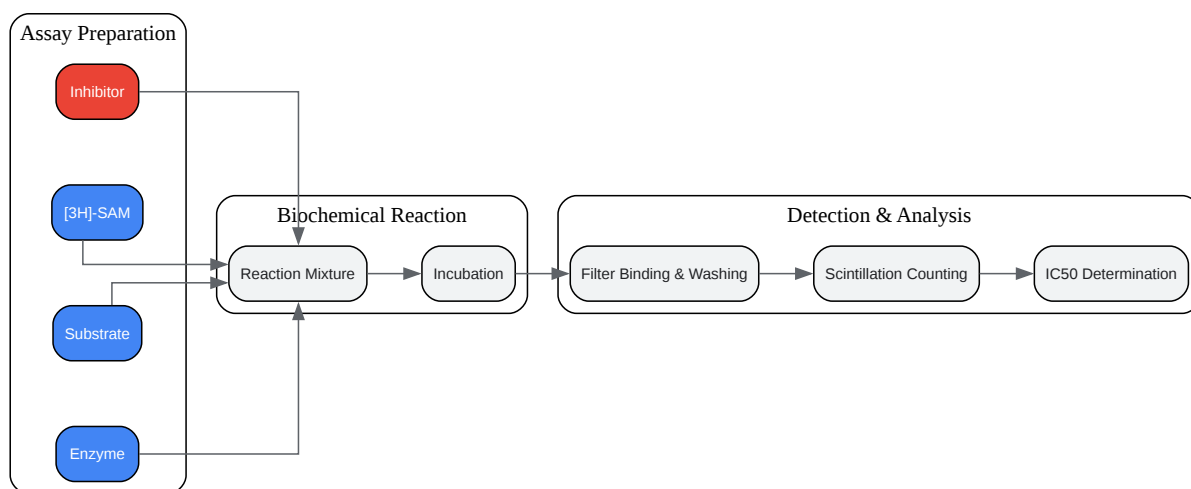 Assay Preparation
Inhibitor
[3H]-SAM
Substrate
Enzyme
Biochemical Reaction
Reaction Mixture
Incubation
Detection & Analysis
Filter Binding & Washing
Scintillation Counting
IC50 Determination